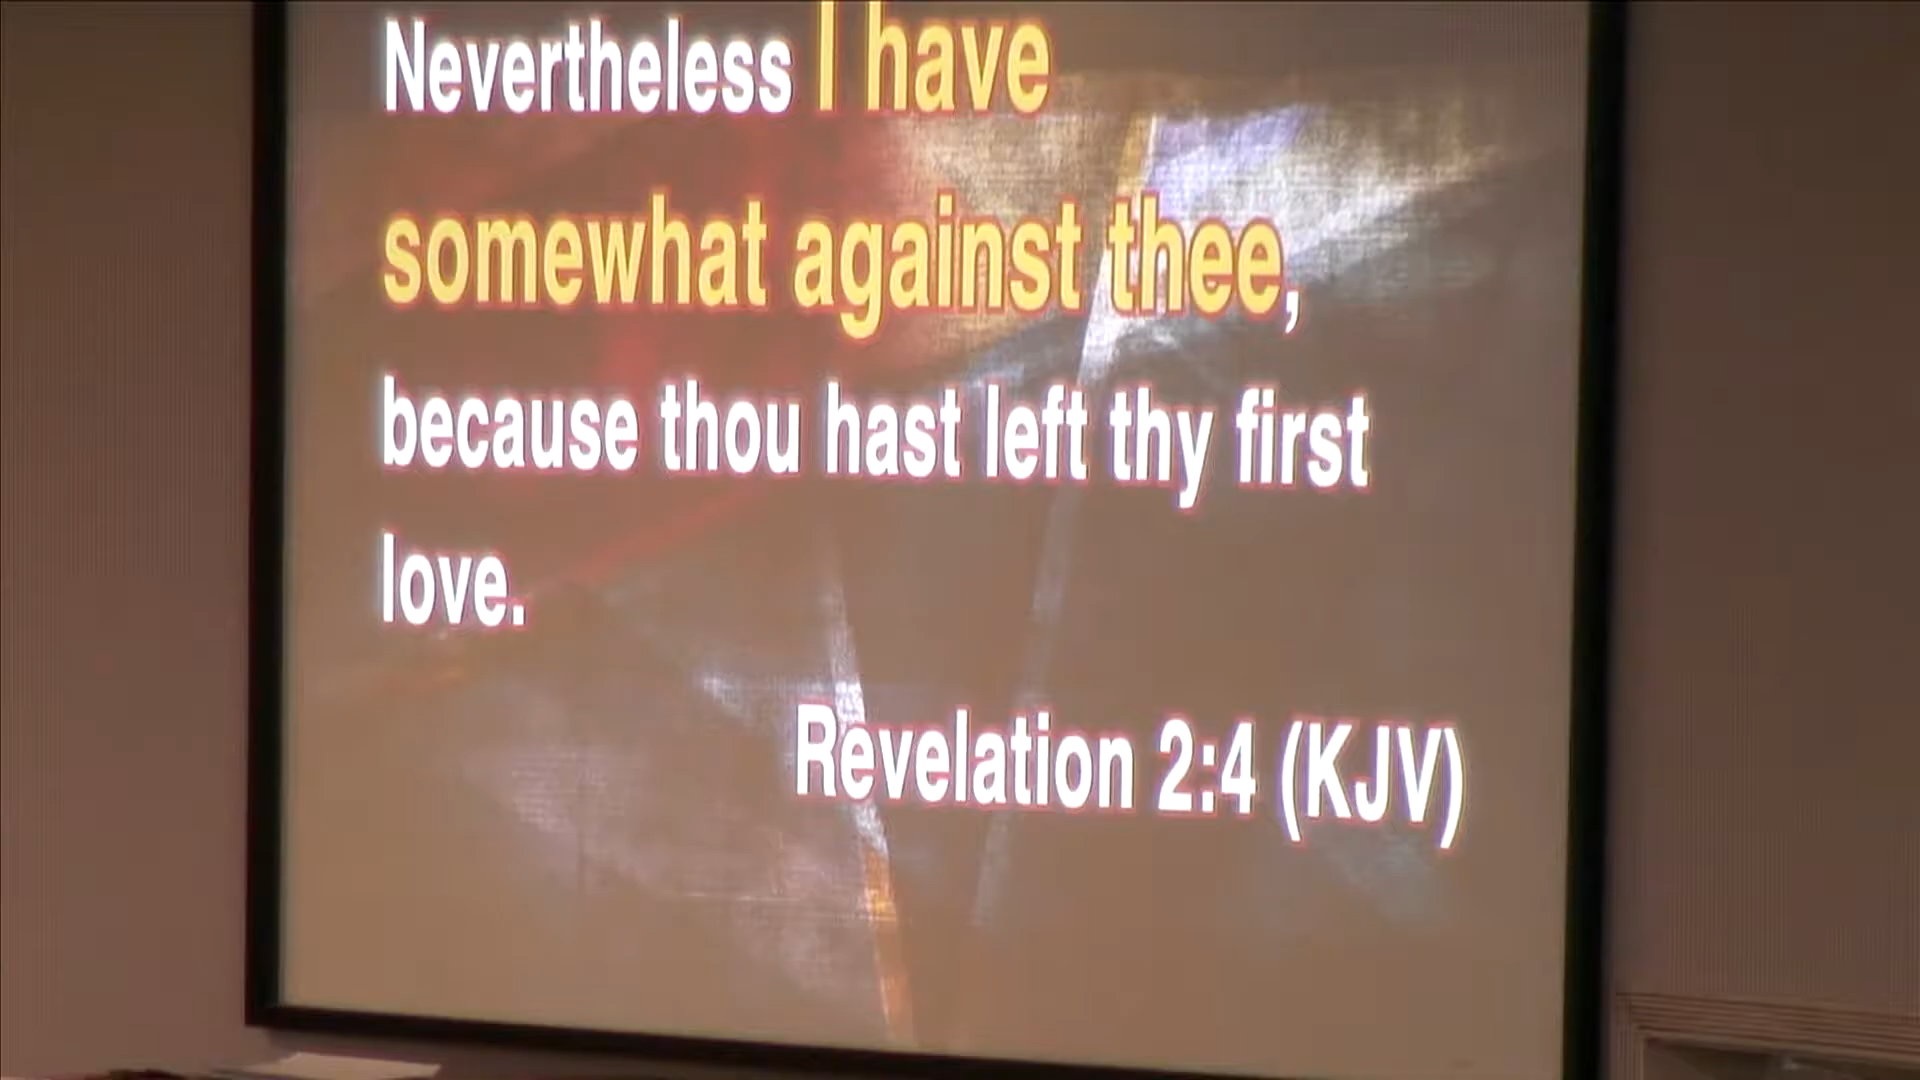 Nevertheless I have
somewhat against thee,
because thou hast left thy first
love.
Revelation 2:4 (KJV)